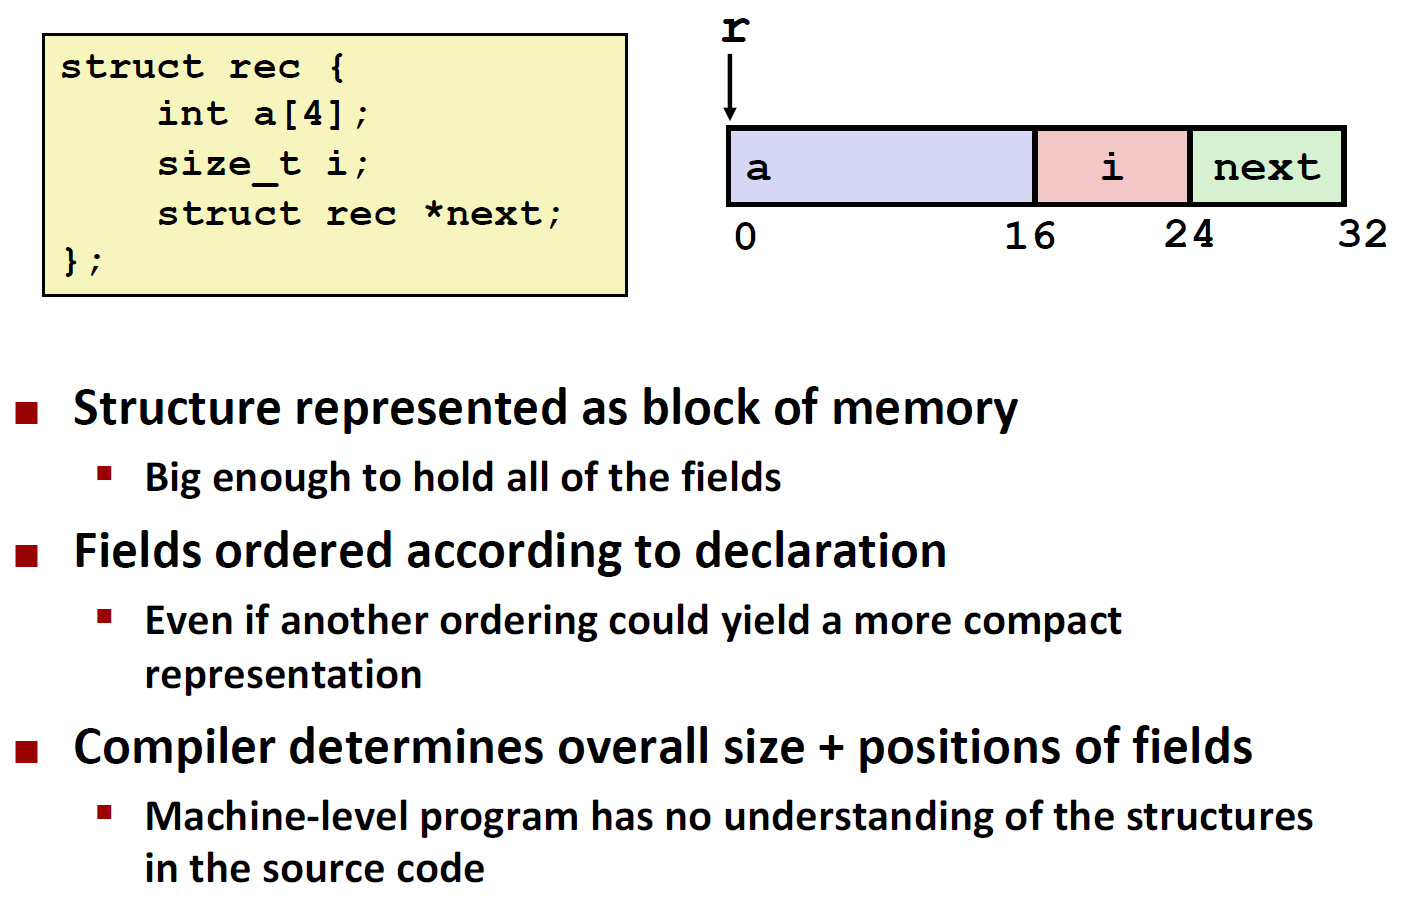 struct rec {
    int a[4];
    size_t i;
    struct rec *next;
};
r
a i next
0 16 24 32
■ Structure represented as block of memory
▪ Big enough to hold all of the fields
■ Fields ordered according to declaration
▪ Even if another ordering could yield a more compact
representation
■ Compiler determines overall size + positions of fields
▪ Machine-level program has no understanding of the structures
in the source code